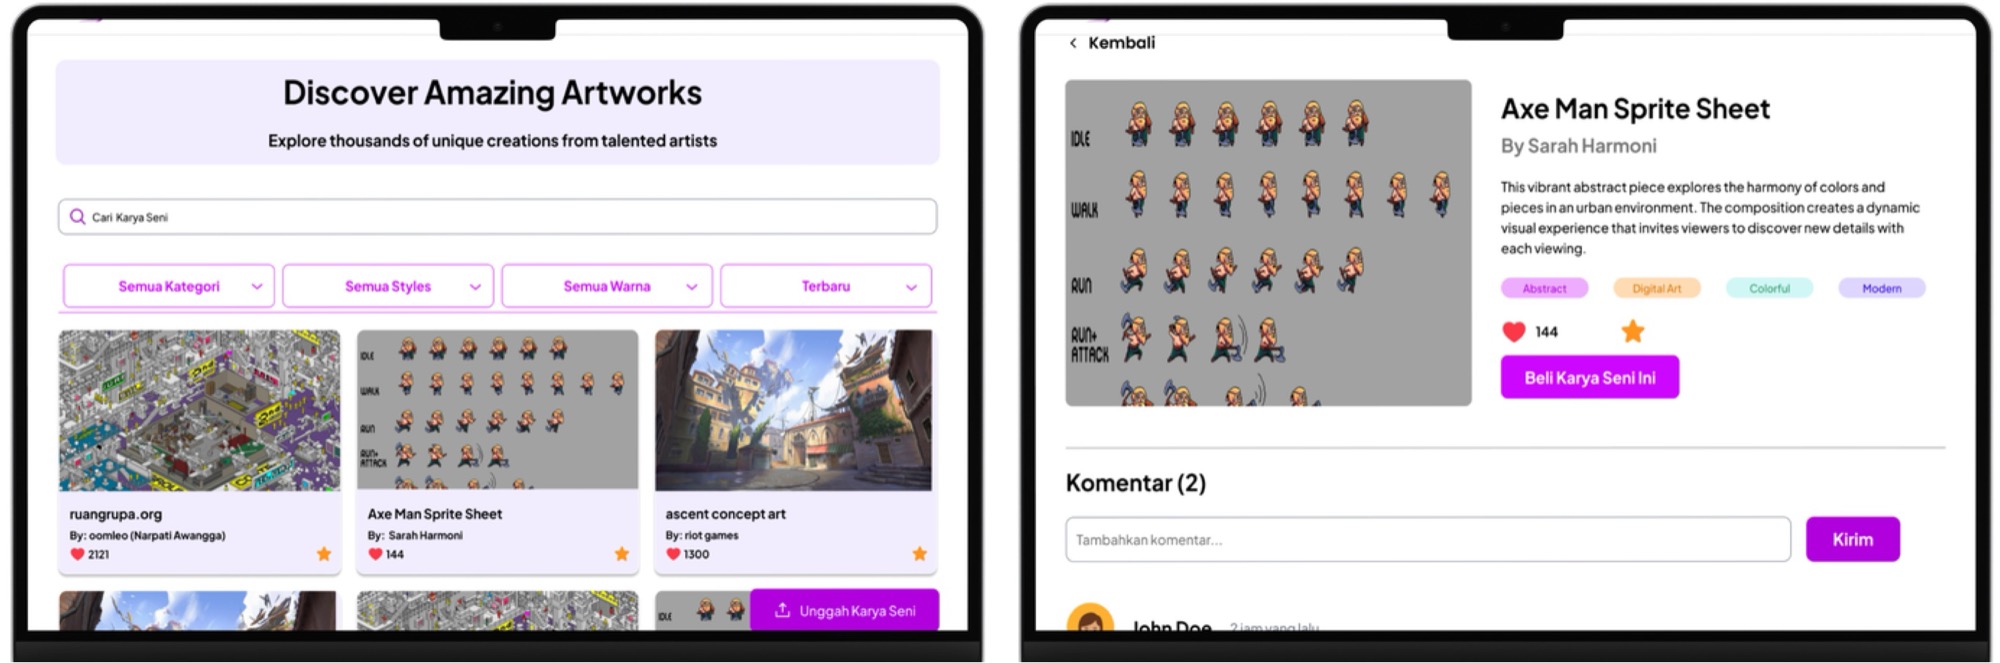 Discover Amazing Artworks
Explore thousands of unique creations from talented artists
Cari Karya Seni
Semua Kategori
Semua Styles
Semua Warna
Terbaru
IDLE
WALK
RUN
RUN+
ATTACK
ruangrupa.org
By: oomleo (Narpati Awangga)
2121
Axe Man Sprite Sheet
By: Sarah Harmoni
144
ascent concept art
By: riot games
1300
IDLE
Unggah Karya Seni
Kembali
IDLE
WALK
RUN
RUN+
ATTACK
Axe Man Sprite Sheet
By Sarah Harmoni
This vibrant abstract piece explores the harmony of colors and
pieces in an urban environment. The composition creates a dynamic
visual experience that invites viewers to discover new details with
each viewing.
Abstract
Digital Art
Colorful
Modern
144
Beli Karya Seni Ini
Komentar (2)
Tambahkan komentar...
Kirim
John Doe
2 jam yang lalu